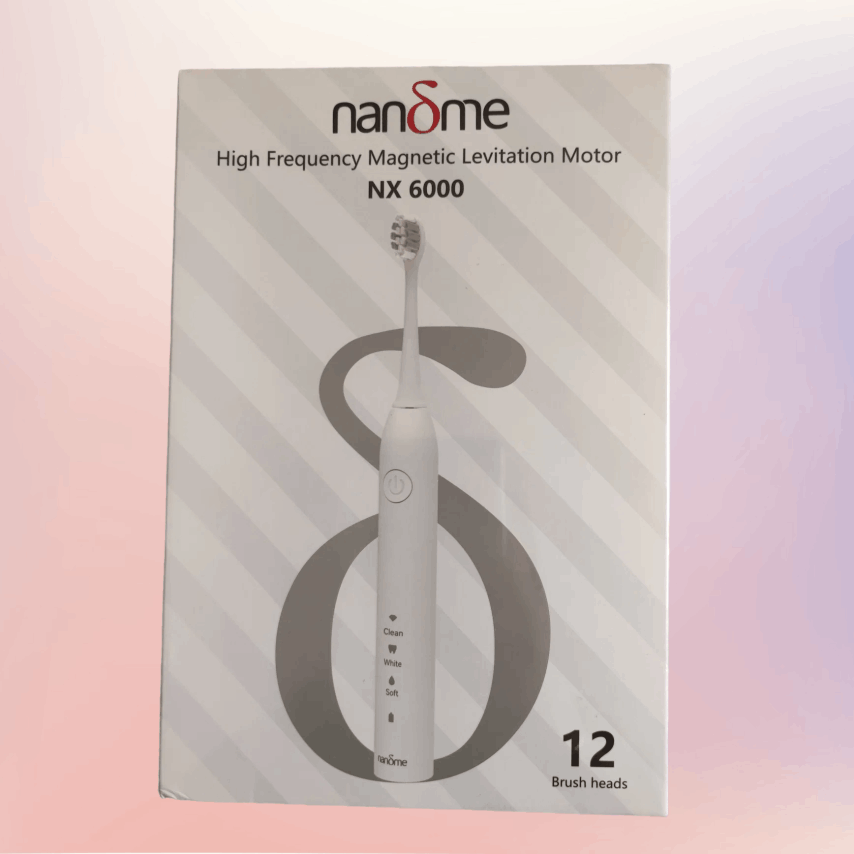 nanδme
High Frequency Magnetic Levitation Motor
NX 6000
Clean
White
Soft
nanδme
12
Brush heads